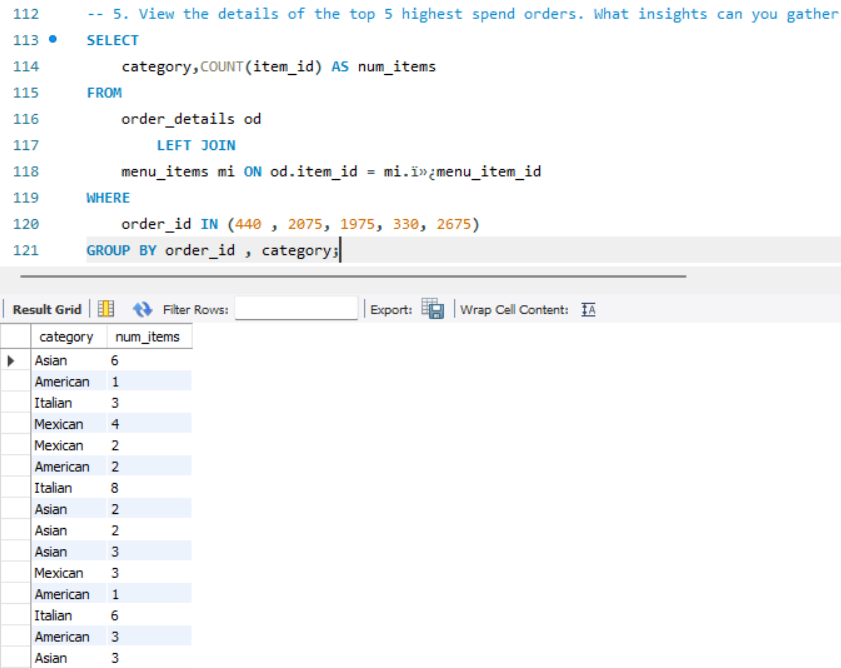 112 -- 5. View the details of the top 5 highest spend orders. What insights can you gather
113 SELECT
114 category,COUNT(item_id) AS num_items
115 FROM
116 order_details od
117 LEFT JOIN
118 menu_items mi ON od.item_id = mi.ï»¿menu_item_id
119 WHERE
120 order_id IN (440 , 2075, 1975, 330, 2675)
121 GROUP BY order_id , category;
Result Grid Filter Rows: Export: Wrap Cell Content: IA
category num_items
Asian 6
American 1
Italian 3
Mexican 4
Mexican 2
American 2
Italian 8
Asian 2
Asian 2
Asian 3
Mexican 3
American 1
Italian 6
American 3
Asian 3